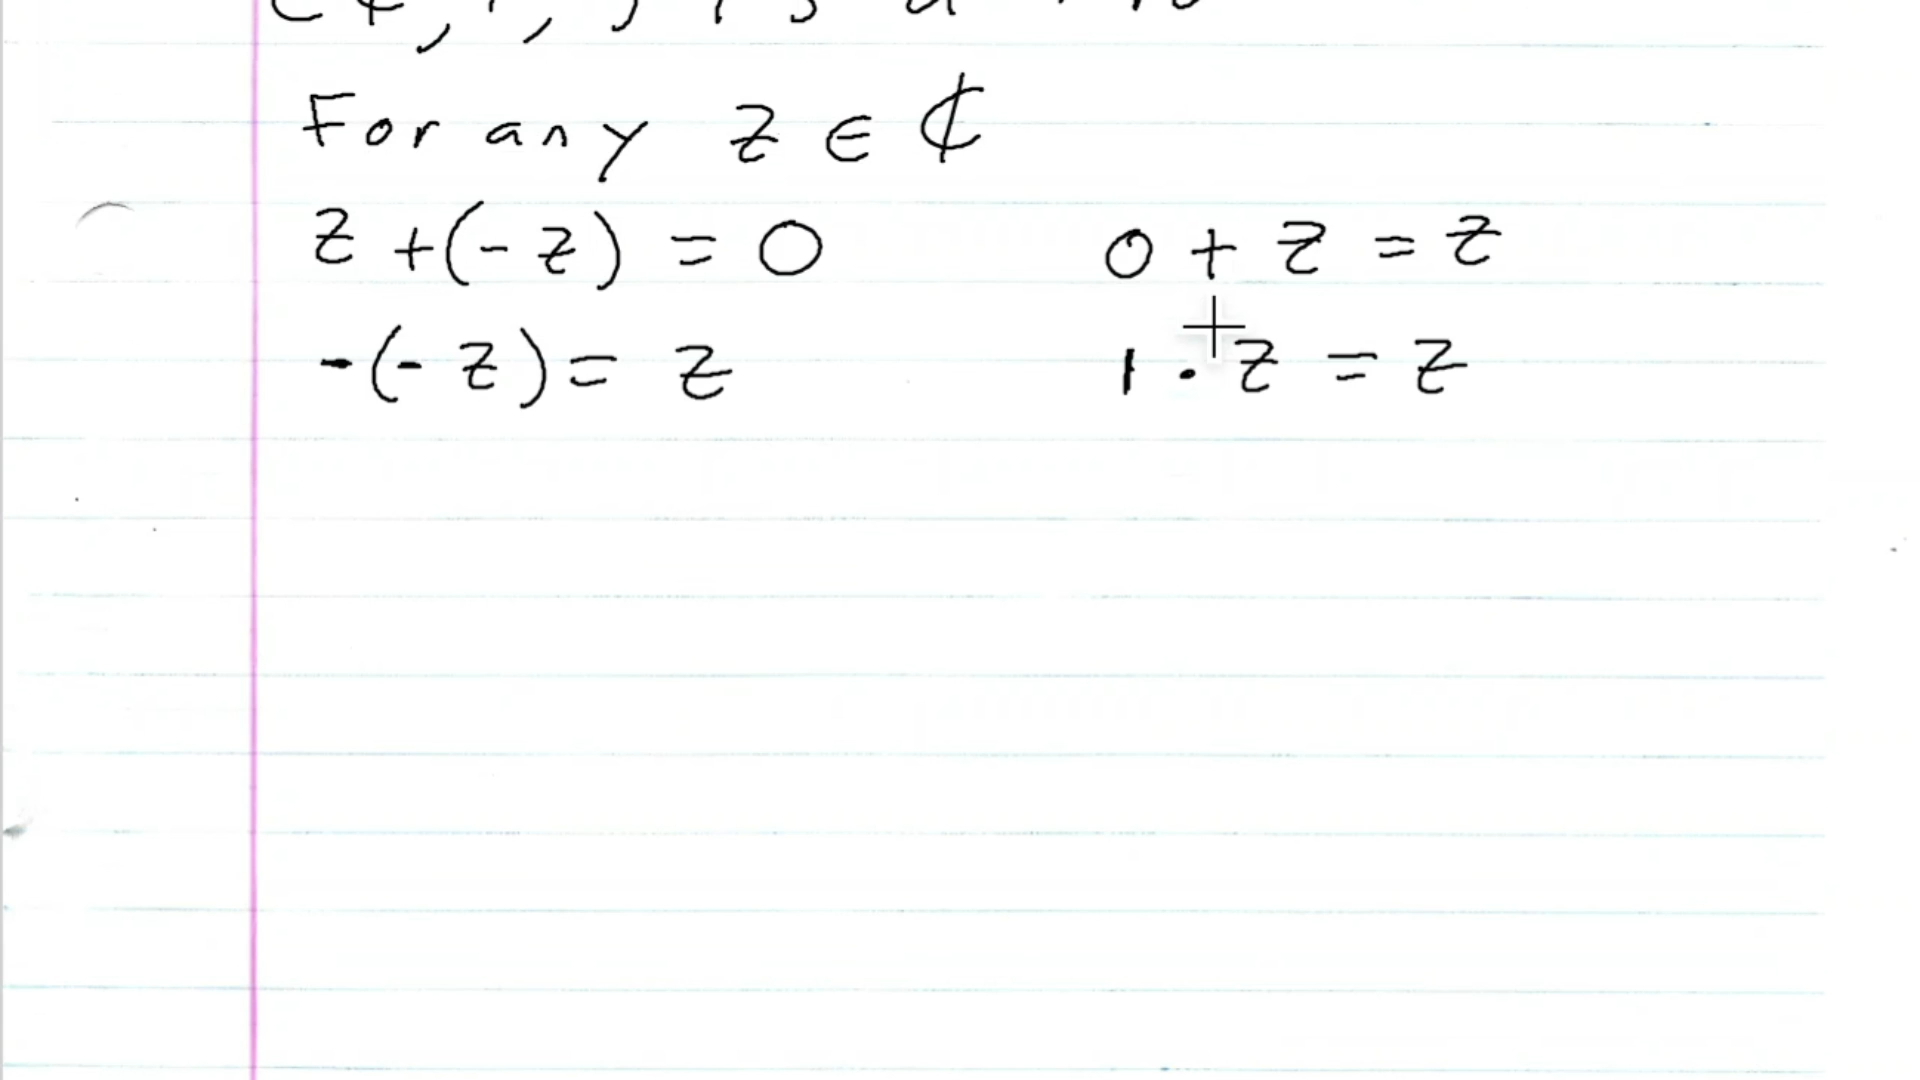 For any z ∈ ℂ
z + (- z) = 0 0 + z = z
- (- z) = z 1 · z = z